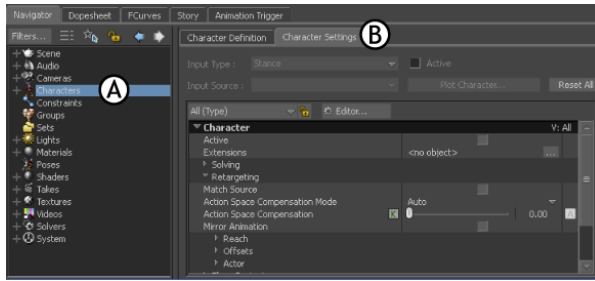 Navigator Dopesheet FCurves Story Animation Trigger
Filters...
Scene
Audio
Cameras
Characters
Constraints
Groups
Sets
Lights
Materials
Poses
Shaders
Takes
Textures
Videos
Solvers
System
A
Character Definition Character Settings B
Input Type : Stance Active
Input Source : Plot Character... Reset All
All (Type) Editor...
Character Y: All
Active
Extensions <no object> ...
Solving
Retargeting
Match Source
Action Space Compensation Mode Auto
Action Space Compensation K 0.00 A
Mirror Animation
Reach
Offsets
Actor